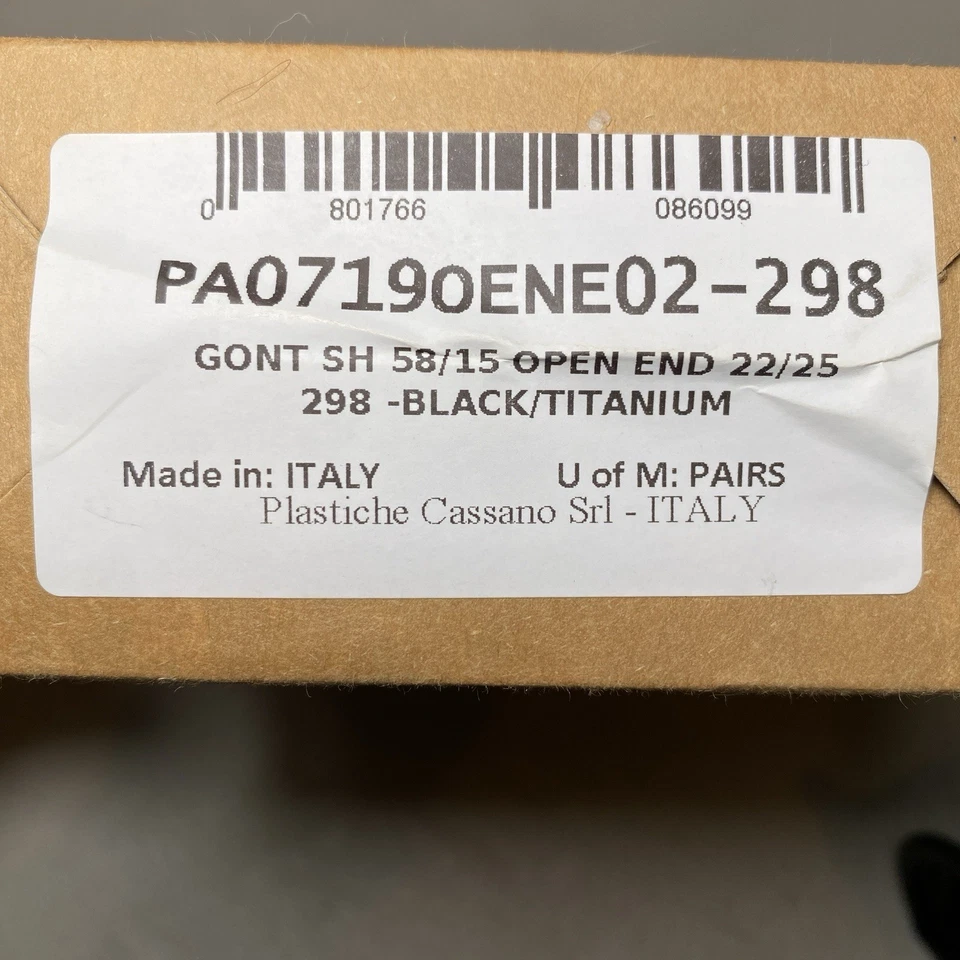 0 801766 086099
PA07190ENE02-298
GONT SH 58/15 OPEN END 22/25
298 -BLACK/TITANIUM
Made in: ITALY U of M: PAIRS
Plastiche Cassano Srl - ITALY